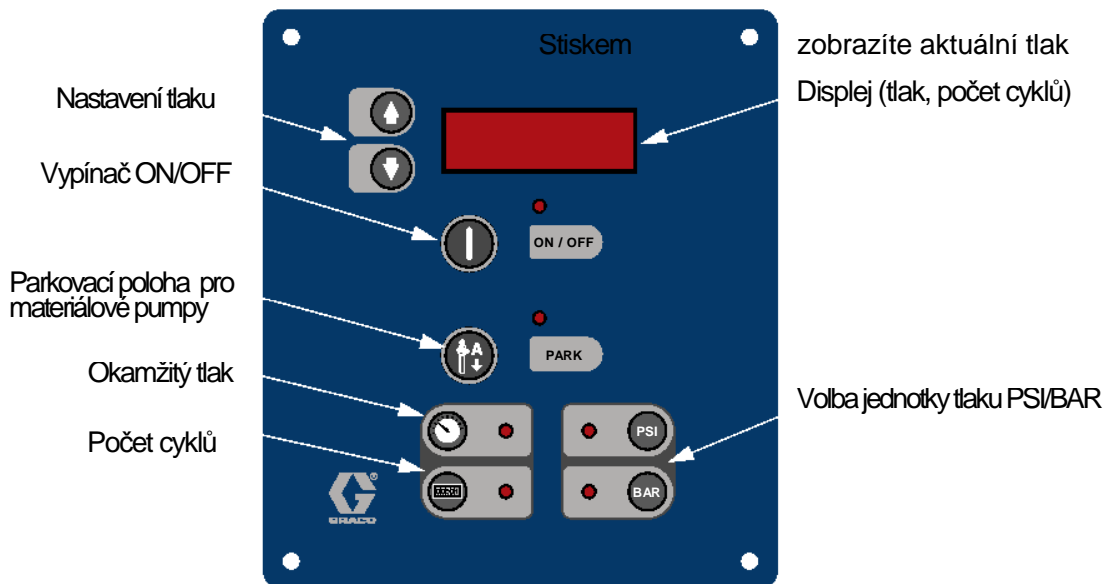 Stiskem zobrazíte aktuální tlak
Nastavení tlaku
Displej (tlak, počet cyklů)
Vypínač ON/OFF
ON / OFF
Parkovací poloha pro
materiálové pumpy
PARK
Okamžitý tlak
Volba jednotky tlaku PSI/BAR
PSI
Počet cyklů
BAR
G
®
GRACO